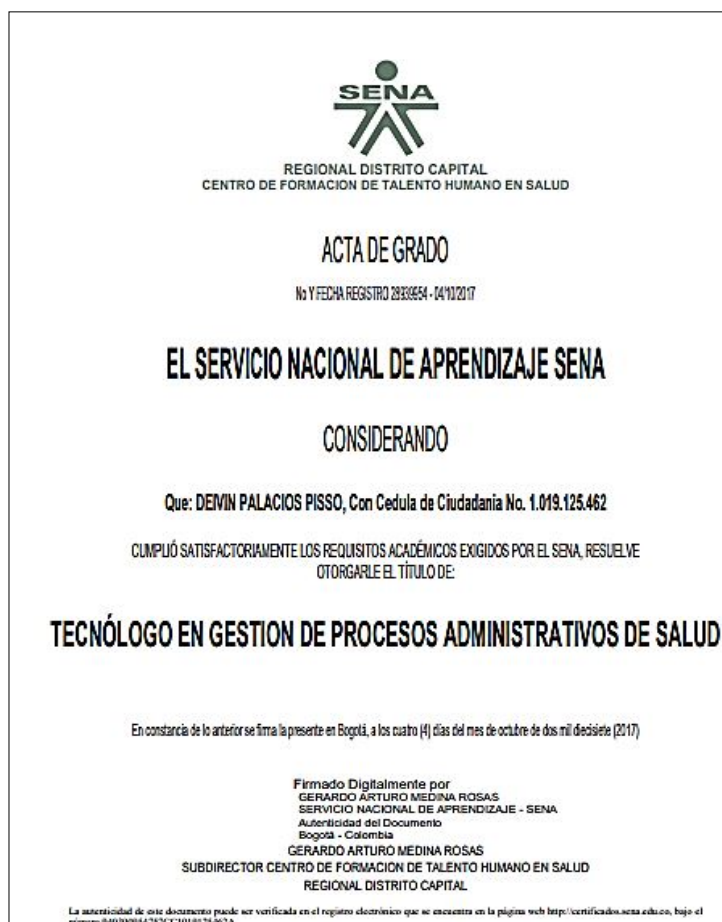 SENA
REGIONAL DISTRITO CAPITAL
CENTRO DE FORMACION DE TALENTO HUMANO EN SALUD
ACTA DE GRADO
No Y FECHA REGISTRO 28939954 - 04/10/2017
EL SERVICIO NACIONAL DE APRENDIZAJE SENA
CONSIDERANDO
Que: DEIVIN PALACIOS PISSO, Con Cedula de Ciudadania No. 1.019.125.462
CUMPLIÓ SATISFACTORIAMENTE LOS REQUISITOS ACADÉMICOS EXIGIDOS POR EL SENA, RESUELVE
OTORGARLE EL TÍTULO DE:
TECNÓLOGO EN GESTION DE PROCESOS ADMINISTRATIVOS DE SALUD
En constancia de lo anterior se firma la presente en Bogotá, a los cuatro (4) días del mes de octubre de dos mil diecisiete (2017)
Firmado Digitalmente por
GERARDO ARTURO MEDINA ROSAS
SERVICIO NACIONAL DE APRENDIZAJE - SENA
Autenticidad del Documento
Bogotá - Colombia
GERARDO ARTURO MEDINA ROSAS
SUBDIRECTOR CENTRO DE FORMACION DE TALENTO HUMANO EN SALUD
REGIONAL DISTRITO CAPITAL
La autenticidad de este documento puede ser verificada en el registro electrónico que se encuentra en la página web http://certificados.sena.edu.co, bajo el
número